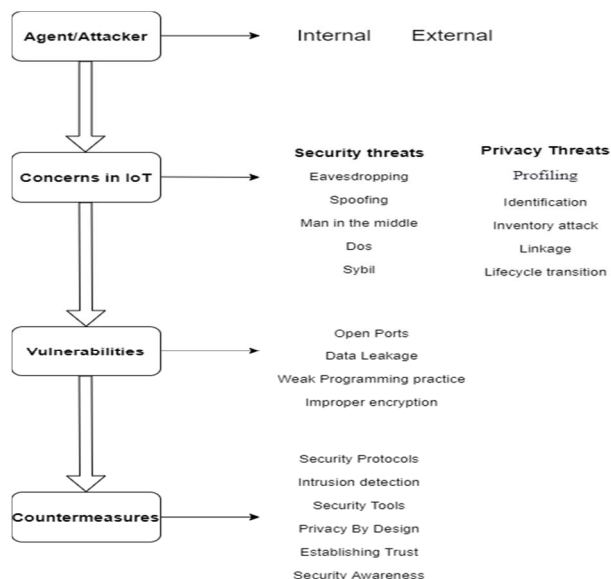 Agent/Attacker
Internal External
Concerns in IoT
Security threats
Eavesdropping
Spoofing
Man in the middle
Dos
Sybil
Privacy Threats
Profiling
Identification
Inventory attack
Linkage
Lifecycle transition
Vulnerabilities
Open Ports
Data Leakage
Weak Programming practice
Improper encryption
Countermeasures
Security Protocols
Intrusion detection
Security Tools
Privacy By Design
Establishing Trust
Security Awareness